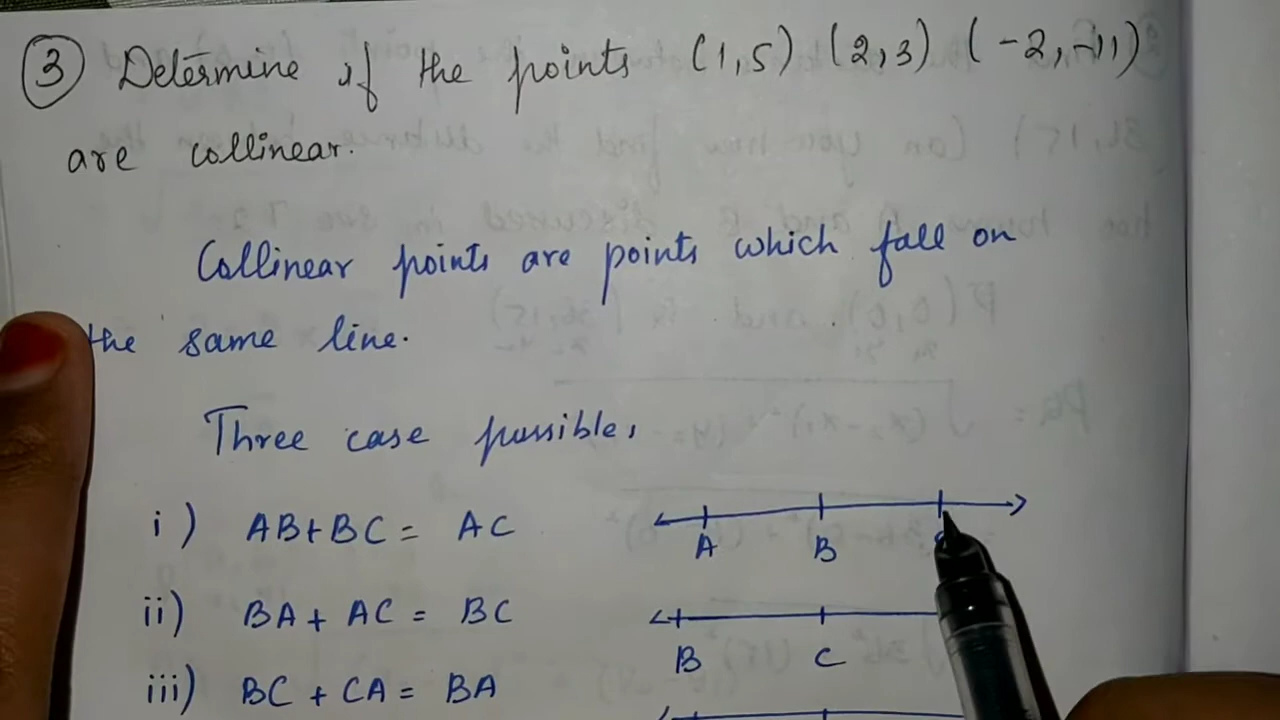 3 Determine if the points (1,5) (2,3) (-2,-11)
are collinear.
Collinear points are points which fall on
the same line.
Three case possible,
i) AB+BC = AC
A B
ii) BA + AC = BC
B C
iii) BC + CA = BA